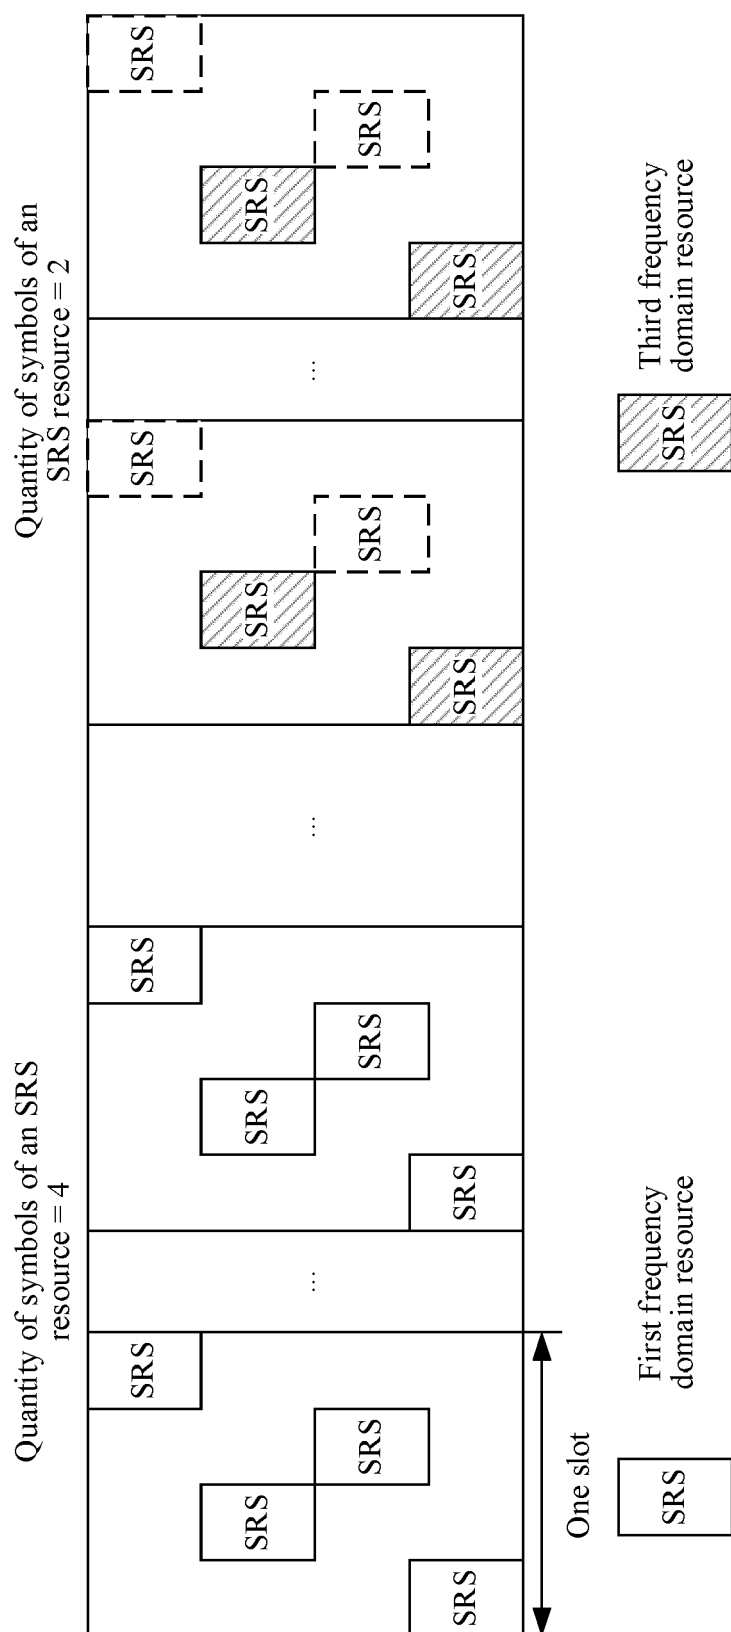 Quantity of symbols of an SRS
resource = 4
Quantity of symbols of an
SRS resource = 2
SRS
SRS
SRS
SRS
SRS
SRS
SRS
SRS
...
...
...
SRS
SRS
SRS
SRS
SRS
SRS
SRS
SRS
One slot
SRS
First frequency
domain resource
SRS
Third frequency
domain resource